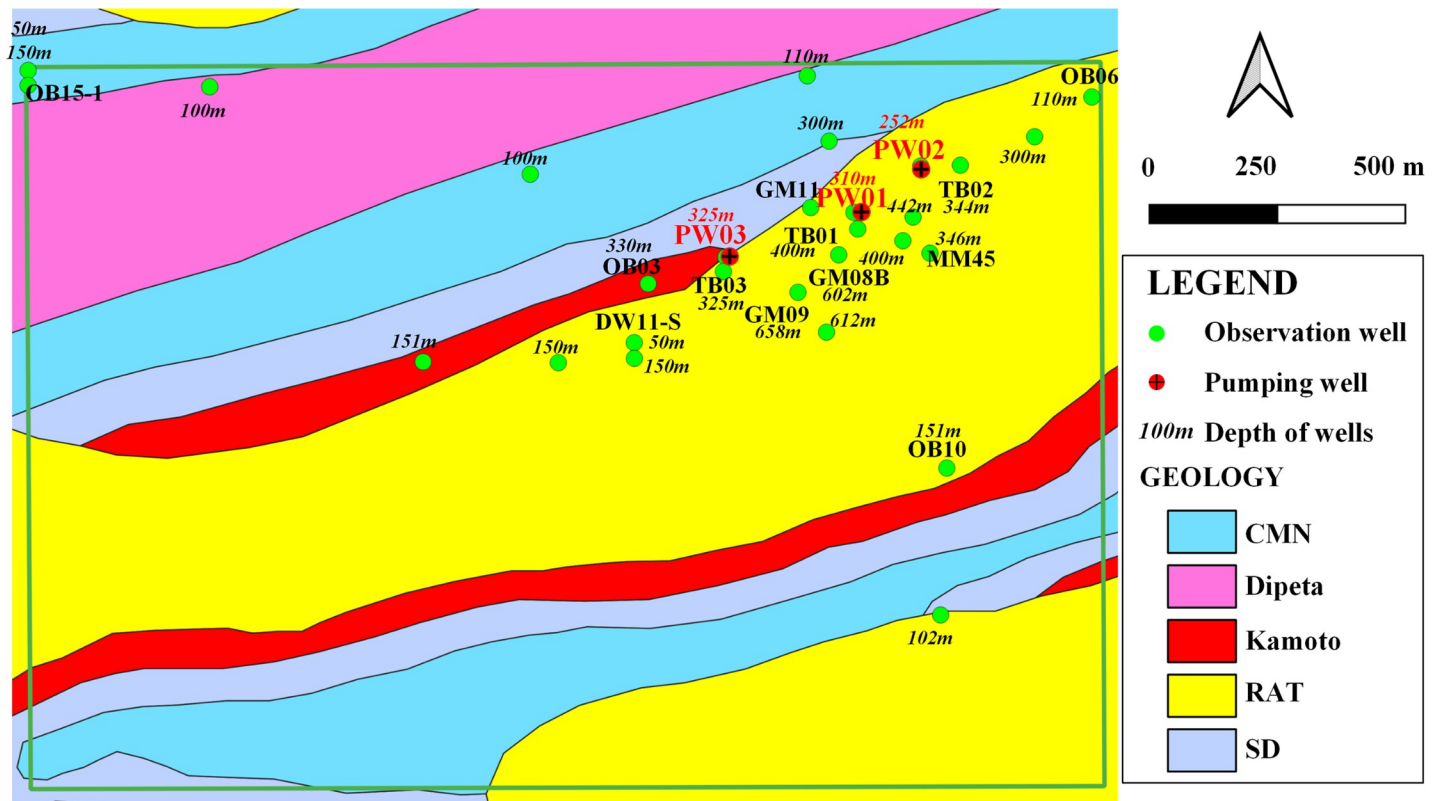 50m
150m
OB15-1
100m
110m
OB06
110m
300m
252m
PW02
300m
100m
310m
GM11
PW01
TB02
442m
344m
325m
PW03
TB01
330m
400m
400m
346m
OB03
MM45
TB03
GM08B
325m
602m
GM09
DW11-S
612m
658m
151m
150m
50m
150m
151m
OB10
102m
0 250 500 m
LEGEND
Observation well
Pumping well
100m Depth of wells
GEOLOGY
CMN
Dipeta
Kamoto
RAT
SD